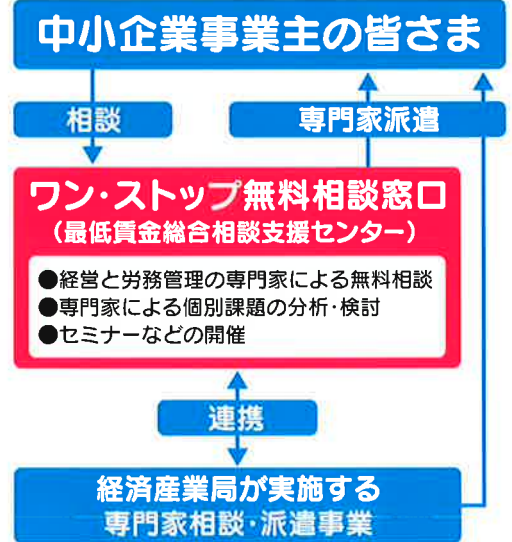 中小企業事業主の皆さま
相談
専門家派遣
ワン・ストップ無料相談窓口
(最低賃金総合相談支援センター)
●経営と労務管理の専門家による無料相談
●専門家による個別課題の分析・検討
●セミナーなどの開催
連携
経済産業局が実施する
専門家相談・派遣事業